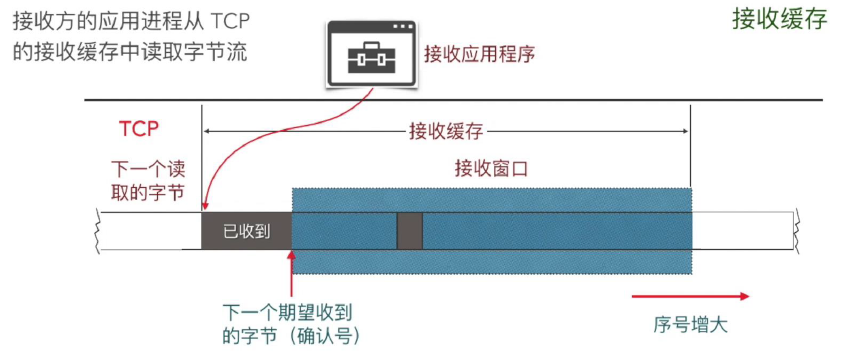 接收方的应用进程从 TCP
的接收缓存中读取字节流
接收缓存
接收应用程序
TCP
接收缓存
下一个读
取的字节
接收窗口
已收到
下一个期望收到
的字节（确认号）
序号增大